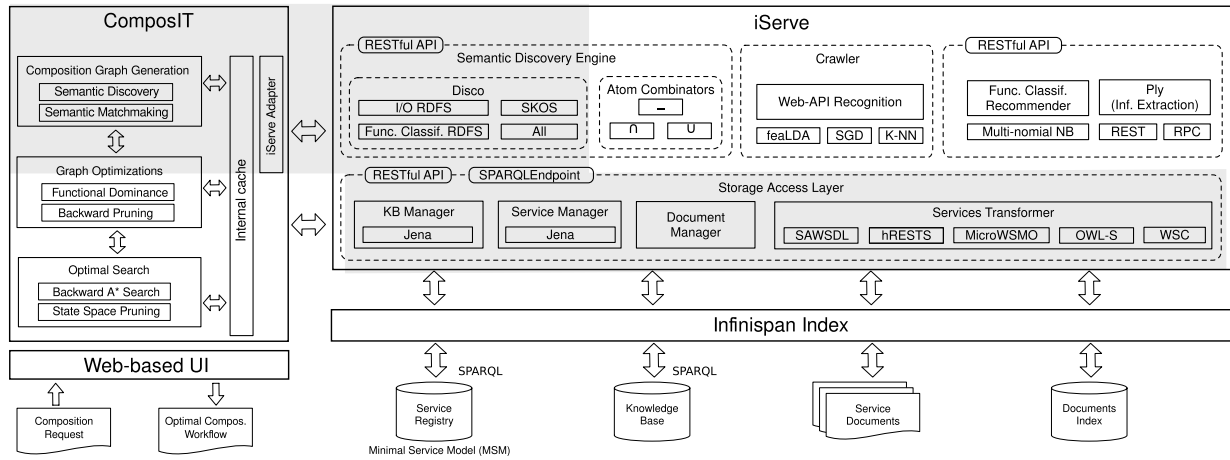 ComposIT
Composition Graph Generation
Semantic Discovery
Semantic Matchmaking
Graph Optimizations
Functional Dominance
Backward Pruning
Optimal Search
Backward A* Search
State Space Pruning
Internal cache
iServe Adapter
Web-based UI
Composition
Request
Optimal Compos.
Workflow
iServe
RESTful API
Semantic Discovery Engine
Disco
I/O RDFS
SKOS
Func. Classif. RDFS
All
Atom Combinators
−
∩
∪
Crawler
Web-API Recognition
feaLDA
SGD
K-NN
RESTful API
Func. Classif.
Recommender
Multi-nomial NB
Ply
(Inf. Extraction)
REST
RPC
RESTful API
SPARQLEndpoint
Storage Access Layer
KB Manager
Jena
Service Manager
Jena
Document
Manager
Services Transformer
SAWSDL
hRESTS
MicroWSMO
OWL-S
WSC
Infinispan Index
SPARQL
SPARQL
Service
Registry
Minimal Service Model (MSM)
Knowledge
Base
Service
Documents
Documents
Index